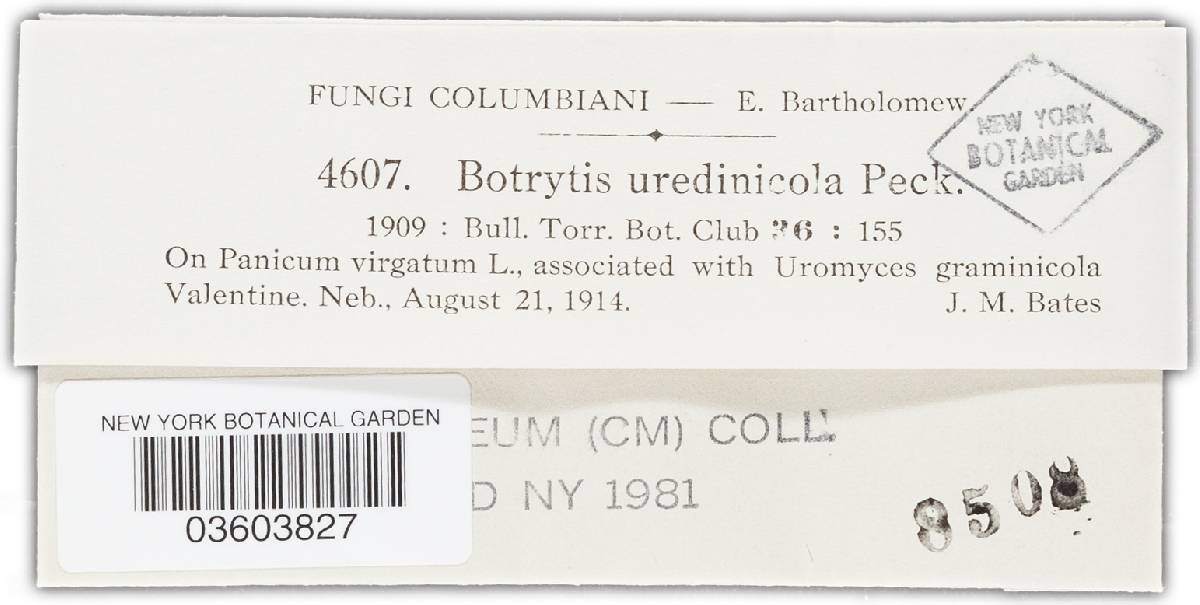 FUNGI COLUMBIANI — E. Bartholomew.
NEW YORK
BOTANICAL
GARDEN
4607. Botrytis uredinicola Peck.
1909 : Bull. Torr. Bot. Club 36 : 155
On Panicum virgatum L., associated with Uromyces graminicola
Valentine. Neb., August 21, 1914. J. M. Bates
NEW YORK BOTANICAL GARDEN
03603827
EUM (CM) COLL.
D NY 1981
850